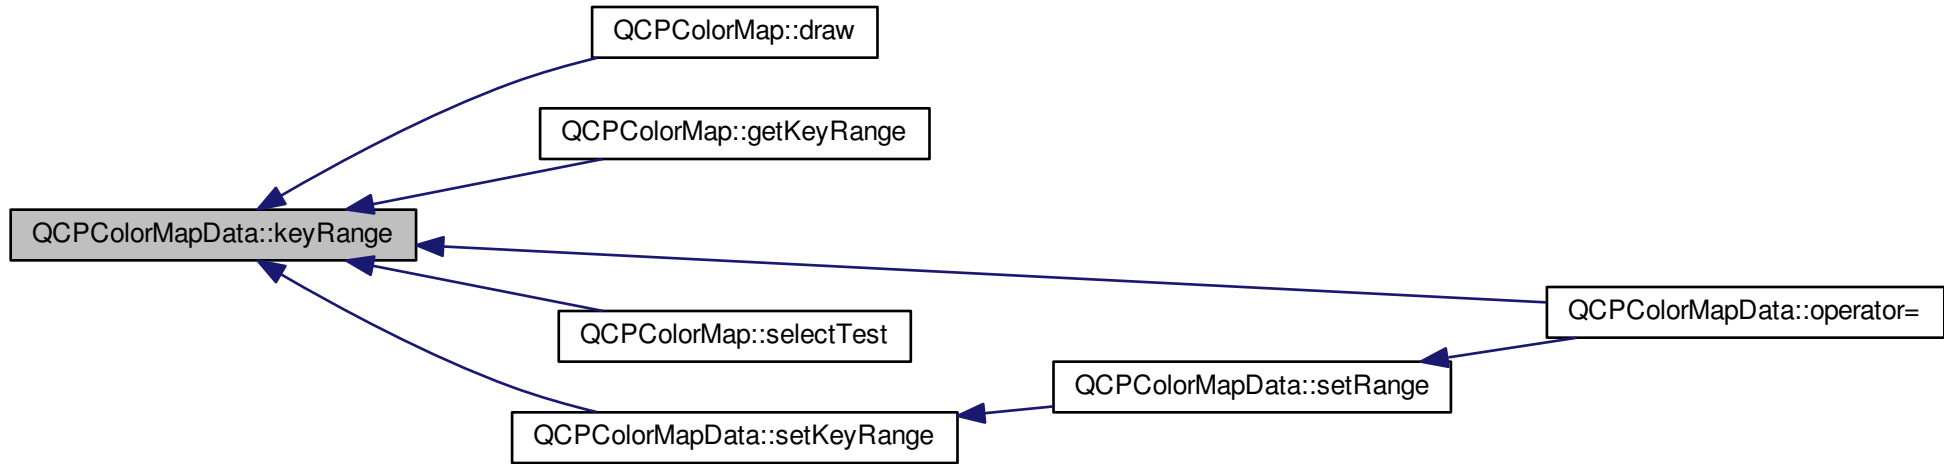 QCPColorMap::draw
QCPColorMap::getKeyRange
QCPColorMapData::keyRange
QCPColorMapData::operator=
QCPColorMap::selectTest
QCPColorMapData::setRange
QCPColorMapData::setKeyRange